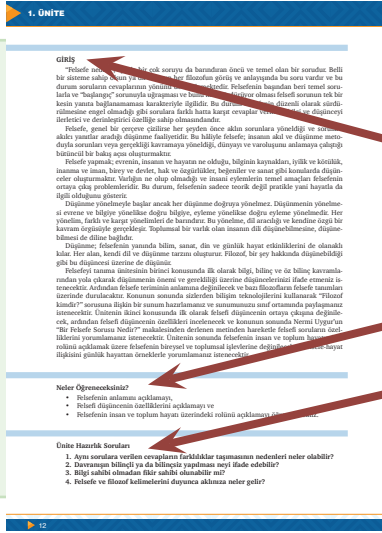 1. ÜNİTE
GİRİŞ
"Felsefe bir çok soruyu da barındıran öncü ve temel olan bir sorudur. Belli
bir sisteme sahip her filozofun görüş ve anlayışında bu soru vardır ve bu
durum soruların cevaplarının yönünü Felsefenin başından beri temel soru-
larla ve "başlangıç" sorunuyla uğraşması ve bunu olması felsefi sorunun tek bir
kesin yanıta bağlanamaması karakteriyle ilgilidir. Bu düzenli olarak sürdü-
rülmesine engel olmadığı gibi sorulara farklı hatta karşıt cevaplar ve düşünceyi
ilerletici ve derinleştirici özelliğe sahip olmasındandır.
Felsefe, genel bir çerçeve çizilirse her şeyden önce aklın sorularına yöneldiği ve
akılcı yanıtlar aradığı düşünme faaliyetidir. Bu hâliyle felsefe; insanın akıl ve düşünme meto-
duyla sorunları veya gerçekliği kavramaya yöneldiği, dünyayı ve varoluşunu anlamaya çalıştığı
bütüncül bir bakış açısı oluşturmaktır.
Felsefe yapmak; evrenin, insanın ve hayatın ne olduğu, bilginin kaynakları, iyilik ve kötülük,
inanma ve iman, birey ve devlet, hak ve özgürlükler, beğeniler ve sanat gibi konularda düşün-
celer oluşturmaktır. Varlığın ne olup olmadığı ve insani eylemlerin temel amaçları felsefenin
ortaya çıkış problemleridir. Bu durum, felsefenin sadece teorik değil pratikle yani hayatla da
ilgili olduğunu gösterir.
Düşünme yönelmeyle başlar ancak her düşünme doğruya yönelmez. Düşünmenin yönelme-
si evrene ve bilgiye yönelikse doğru bilgiye, eyleme yönelikse doğru eyleme yönelmedir. Her
yönelim, farklı ve karşıt yönelimleri de barındırır. Bu yönelme, dil aracılığı ve kendine özgü bir
kavram örgüsüyle gerçekleşir. Toplumsal bir varlık olan insanın dili düşünebilmesine, düşüne-
bilmesi de diline bağlıdır.
Düşünme; felsefenin yanında bilim, sanat, din ve günlük hayat etkinliklerini de olanaklı
kılar. Her alan, kendi dil ve düşünme tarzını oluşturur. Filozof, bir şey hakkında düşünebildiği
gibi bu düşüncesi üzerine de düşünür.
Felsefeyi tanıma ünitesinin birinci konusunda ilk olarak bilgi, bilinç ve öz bilinç kavramla-
rından yola çıkarak düşünmenin önemi ve gerekliliği üzerine düşüncelerinizi ifade etmeniz is-
tenecektir. Ardından felsefe teriminin anlamına değinilecek ve bazı filozofların felsefe tanımları
üzerinde durulacaktır. Konunun sonunda sizlerden bilişim teknolojilerini kullanarak "Filozof
kimdir?" sorusuna ilişkin bir sunum hazırlamanız ve sunumunuzu sınıf ortamında paylaşmanız
istenecektir. Ünitenin ikinci konusunda ilk olarak felsefi düşüncenin ortaya çıkışına değinile-
cek, ardından felsefi düşüncenin özellikleri incelenecek ve konunun sonunda Nermi Uygur'un
"Bir Felsefe Sorusu Nedir?" makalesinden derlenen metinden hareketle felsefi soruların özel-
liklerini yorumlamanız istenecektir. Ünitenin sonunda felsefenin insan ve toplum
rolünü açıklamak üzere felsefenin bireysel ve toplumsal işlevlerine felsefe-hayat
ilişkisini günlük hayattan örneklerle yorumlamanız istenecektir.
Neler Öğreneceksiniz?
• Felsefenin anlamını açıklamayı,
• Felsefi düşüncenin özelliklerini açıklamayı ve
• Felsefenin insan ve toplum hayatı üzerindeki rolünü açıklamayı
Ünite Hazırlık Soruları
1. Aynı sorulara verilen cevapların farklılıklar taşımasının nedenleri neler olabilir?
2. Davranışın bilinçli ya da bilinçsiz yapılması neyi ifade edebilir?
3. Bilgi sahibi olmadan fikir sahibi olunabilir mi?
4. Felsefe ve filozof kelimelerini duyunca aklınıza neler gelir?
12